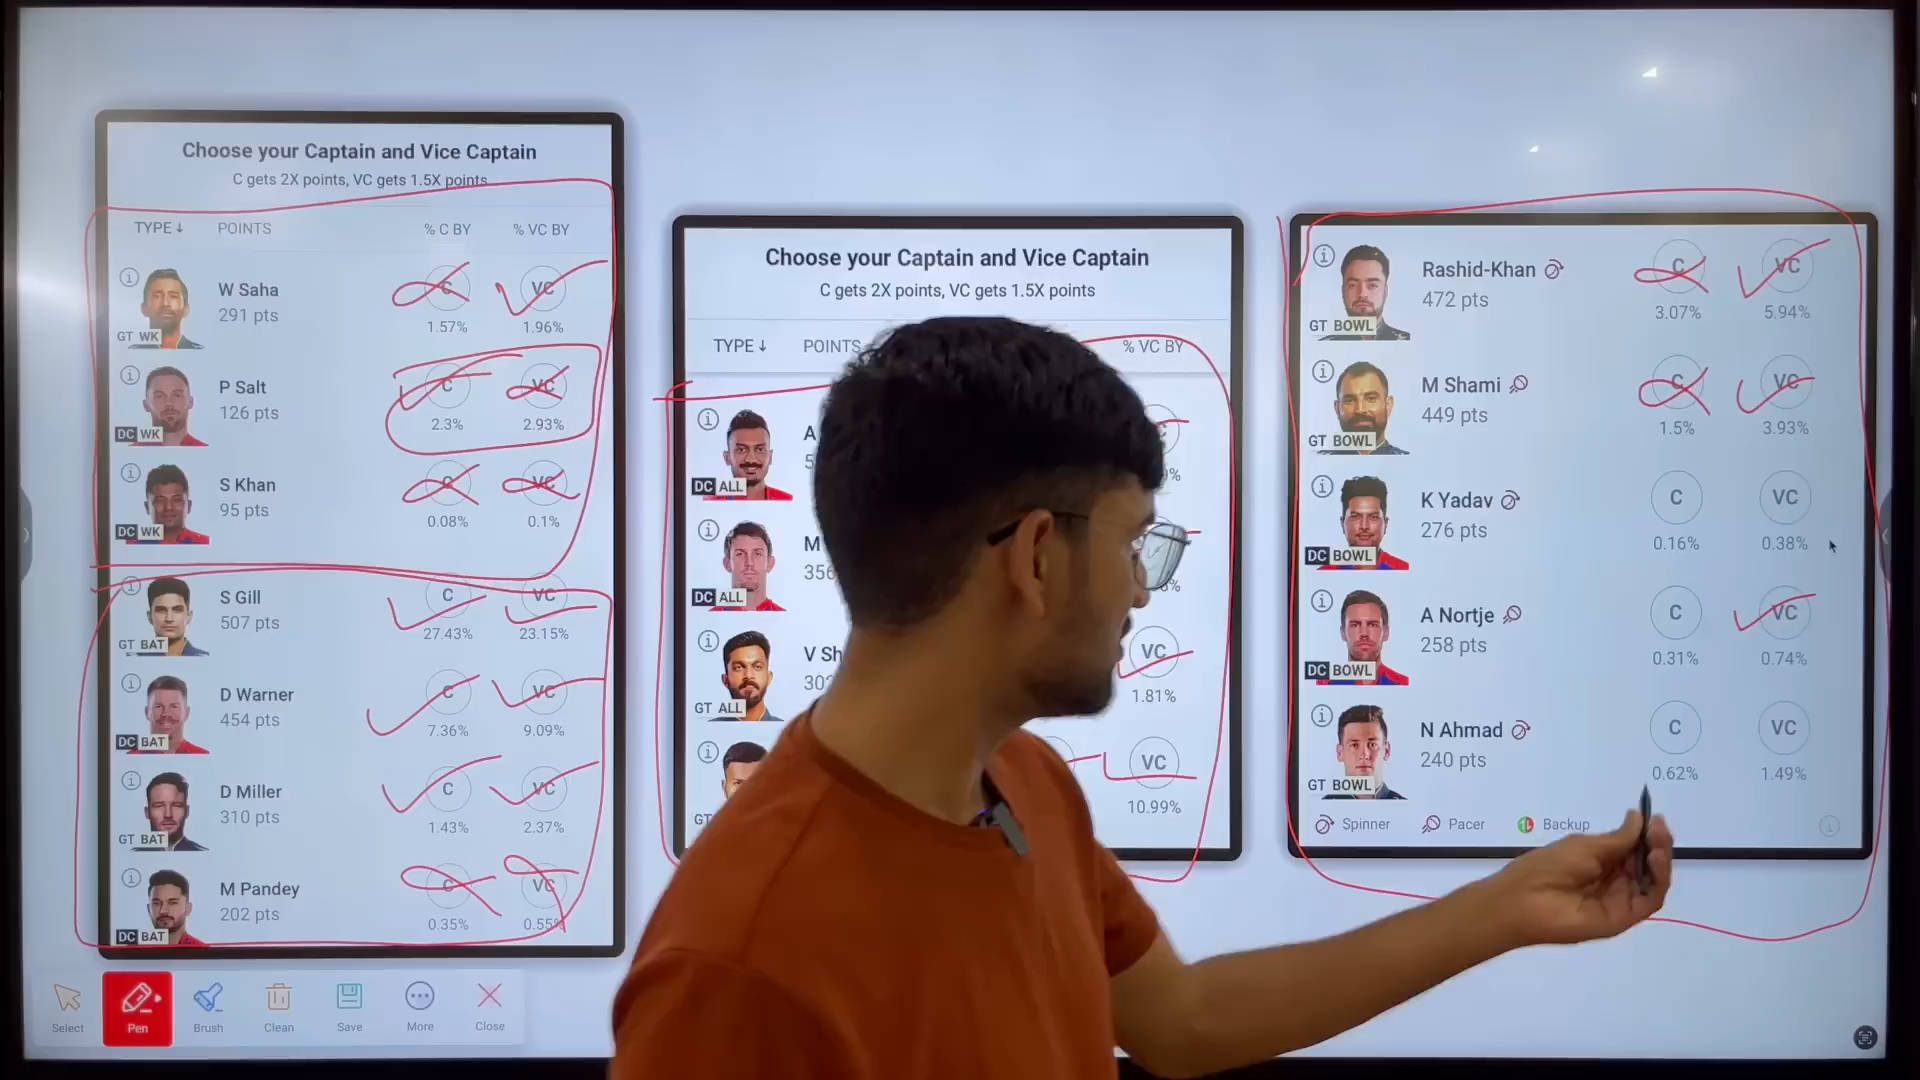 Choose your Captain and Vice Captain
C gets 2X points, VC gets 1.5X points
TYPE↓ POINTS % C BY % VC BY
W Saha
291 pts
C VC
1.57% 1.96%
GT WK
P Salt
126 pts
C VC
2.3% 2.93%
DC WK
S Khan
95 pts
C VC
0.08% 0.1%
DC WK
S Gill
507 pts
C VC
27.43% 23.15%
GT BAT
D Warner
454 pts
C VC
7.36% 9.09%
DC BAT
D Miller
310 pts
C VC
1.43% 2.37%
GT BAT
M Pandey
202 pts
C VC
0.35% 0.55%
DC BAT
Select Pen Brush Clean Save More Close
Choose your Captain and Vice Captain
C gets 2X points, VC gets 1.5X points
TYPE↓ POINTS % VC BY
A
DC ALL
M
356
DC ALL
V Sh
302
VC
1.81%
GT ALL
VC
10.99%
GT
Rashid-Khan
472 pts
C VC
3.07% 5.94%
GT BOWL
M Shami
449 pts
C VC
1.5% 3.93%
GT BOWL
K Yadav
276 pts
C VC
0.16% 0.38%
DC BOWL
A Nortje
258 pts
C VC
0.31% 0.74%
DC BOWL
N Ahmad
240 pts
C VC
0.62% 1.49%
GT BOWL
Spinner Pacer Backup